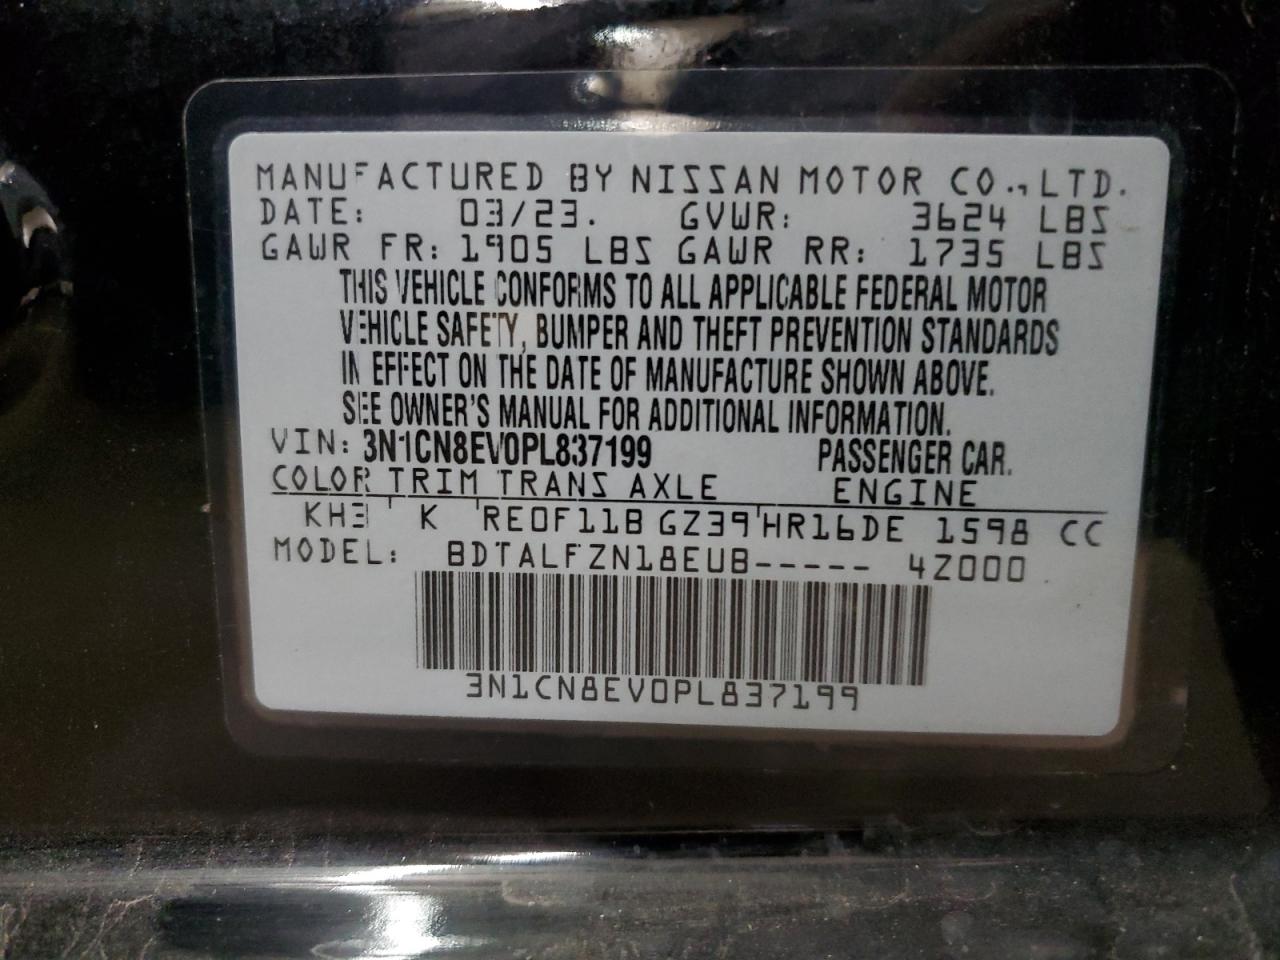 MANUFACTURED BY NISSAN MOTOR CO.,LTD.
DATE: 03/23. GVWR: 3624 LBS
GAWR FR: 1905 LBS GAWR RR: 1735 LBS
THIS VEHICLE CONFORMS TO ALL APPLICABLE FEDERAL MOTOR
VEHICLE SAFETY, BUMPER AND THEFT PREVENTION STANDARDS
IN EFFECT ON THE DATE OF MANUFACTURE SHOWN ABOVE.
SEE OWNER'S MANUAL FOR ADDITIONAL INFORMATION.
VIN: 3N1CN8EV0PL837199 PASSENGER CAR.
COLOR TRIM TRANS AXLE ENGINE
KH3 K RE0F11B GZ39 HR16DE 1598 CC
MODEL: BDTALFZN18EUB----- 4Z000
3N1CN8EV0PL837199